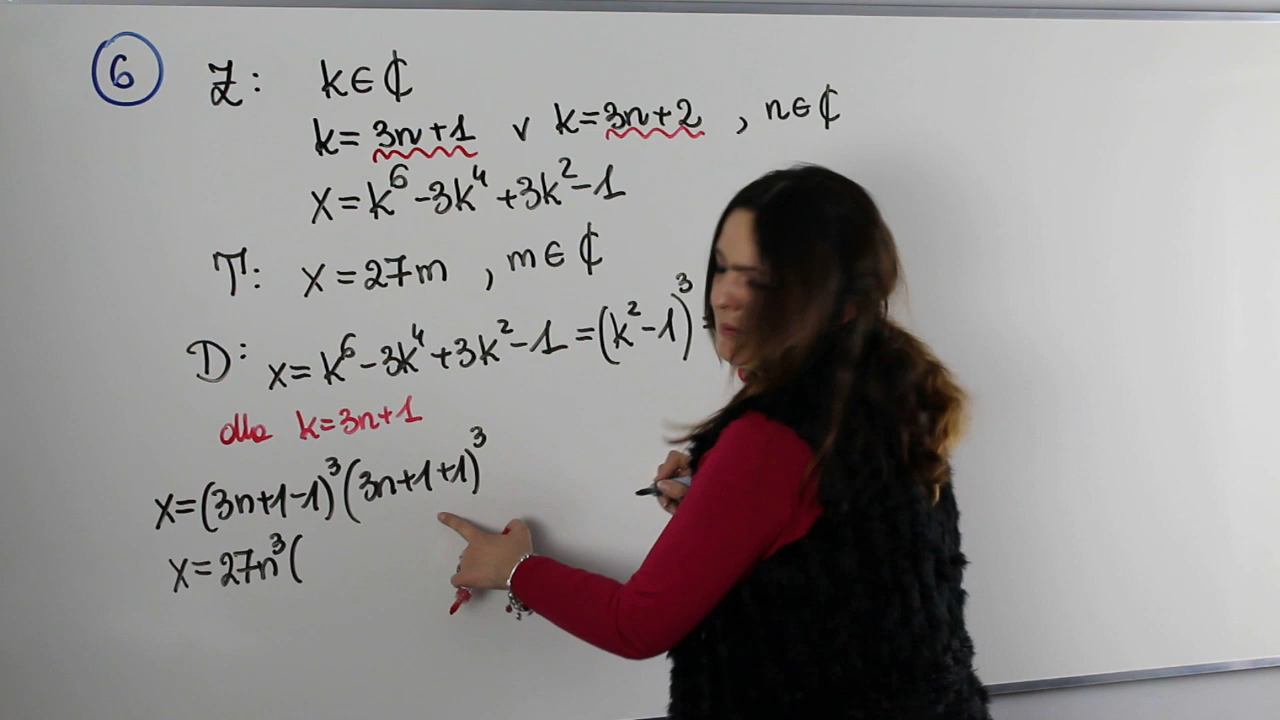 6 Z: k∈ℂ
k=3n+1 v k=3n+2 , n∈ℂ
x=k⁶-3k⁴+3k²-1
T: x=27m , m∈ℂ
D: x=k⁶-3k⁴+3k²-1=(k²-1)³
dla k=3n+1
x=(3n+1-1)³(3n+1+1)³
x=27n³(